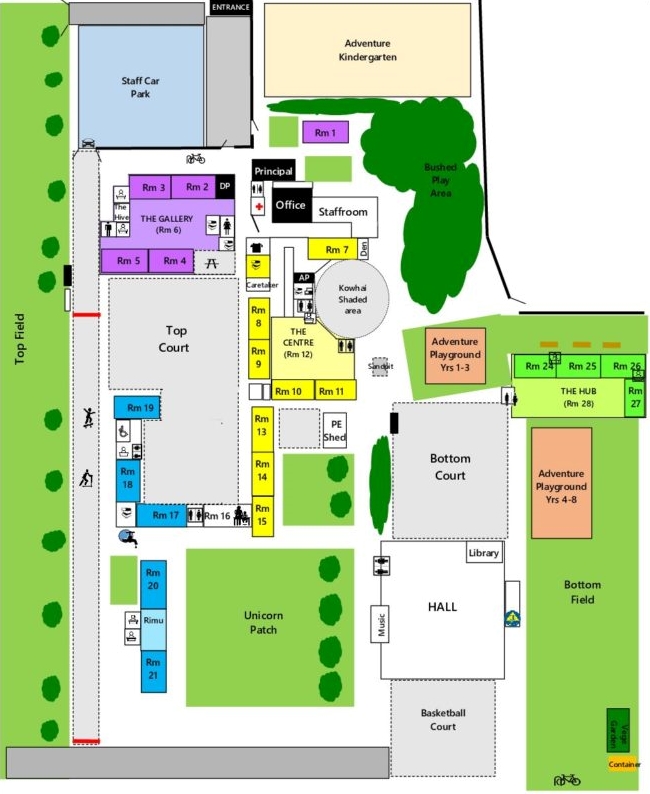 ENTRANCE
Adventure
Kindergarten
Staff Car
Park
Rm 1
Bushed
Play
Area
Principal
Rm 3
Rm 2
DP
Office
Staffroom
The
Hive
THE GALLERY
(Rm 6)
Rm 7
Den
Rm 5
Rm 4
Caretaker
AP
Kowhai
Shaded
area
Top Field
Top
Court
Rm
8
THE
CENTRE
(Rm 12)
Rm
9
Sandpit
Adventure
Playground
Yrs 1-3
Rm 24
Rm 25
Rm 26
THE HUB
(Rm 28)
Rm
27
Rm 10
Rm 11
Rm 19
Rm
13
PE
Shed
Rm
14
Bottom
Court
Adventure
Playground
Yrs 4-8
Rm
18
Rm 17
Rm 16
Rm
15
Library
Rm
20
Rimu
Rm
21
Unicorn
Patch
HALL
Music
Bottom
Field
Basketball
Court
Vege
Garden
Container